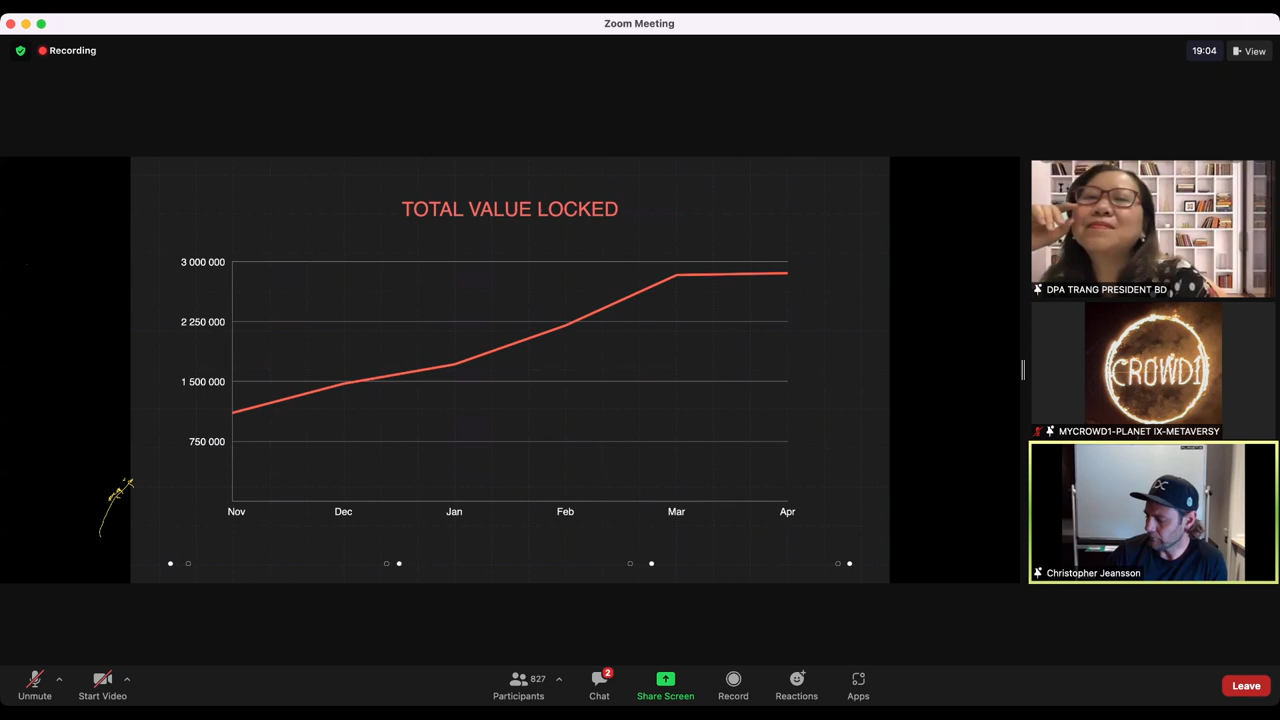 Zoom Meeting
Recording
19:04
View
TOTAL VALUE LOCKED
3 000 000
2 250 000
1 500 000
750 000
Nov Dec Jan Feb Mar Apr
DPA TRANG PRESIDENT BD
CROWD1
MYCROWD1-PLANET IX-METAVERSY
Christopher Jeansson
Unmute
Start Video
827
Participants
2
Chat
Share Screen
Record
Reactions
Apps
Leave